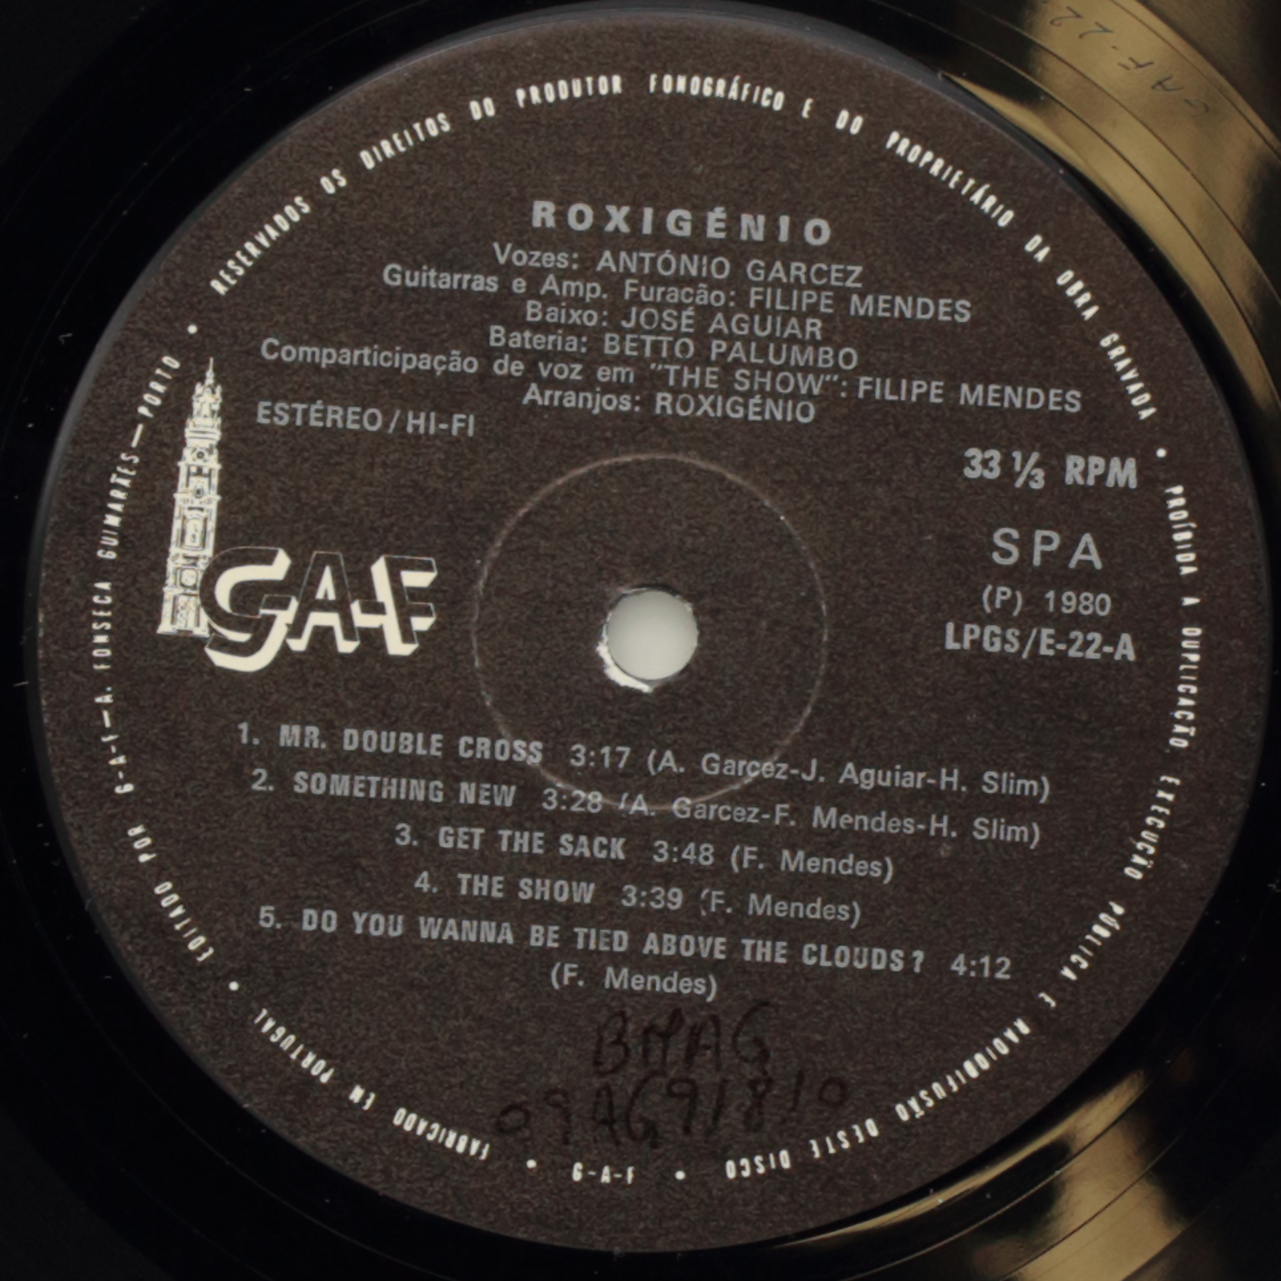 RESERVADOS OS DIREITOS DO PRODUTOR FONOGRÁFICO E DO PROPRIETÁRIO DA OBRA GRAVADA • PROÍBIDA A DUPLICAÇÃO EXECUÇÃO PÚBLICA E RADIODIFUSÃO DESTE DISCO • G-A-F • FABRICADO EM PORTUGAL • EDITADO POR G-A-F—A. FONSECA GUIMARÃES—PORTO •
ROXIGÉNIO
Vozes: ANTÓNIO GARCEZ
Guitarras e Amp. Furacão: FILIPE MENDES
Baixo: JOSÉ AGUIAR
Bateria: BETTO PALUMBO
Comparticipação de voz em "THE SHOW": FILIPE MENDES
Arranjos: ROXIGÉNIO
ESTÉREO/HI-FI
33 1/3 RPM
SPA
(P) 1980
LPGS/E-22-A
GA-F
1. MR. DOUBLE CROSS 3:17 (A. Garcez-J. Aguiar-H. Slim)
2. SOMETHING NEW 3:28 (A. Garcez-F. Mendes-H. Slim)
3. GET THE SACK 3:48 (F. Mendes)
4. THE SHOW 3:39 (F. Mendes)
5. DO YOU WANNA BE TIED ABOVE THE CLOUDS? 4:12
(F. Mendes)